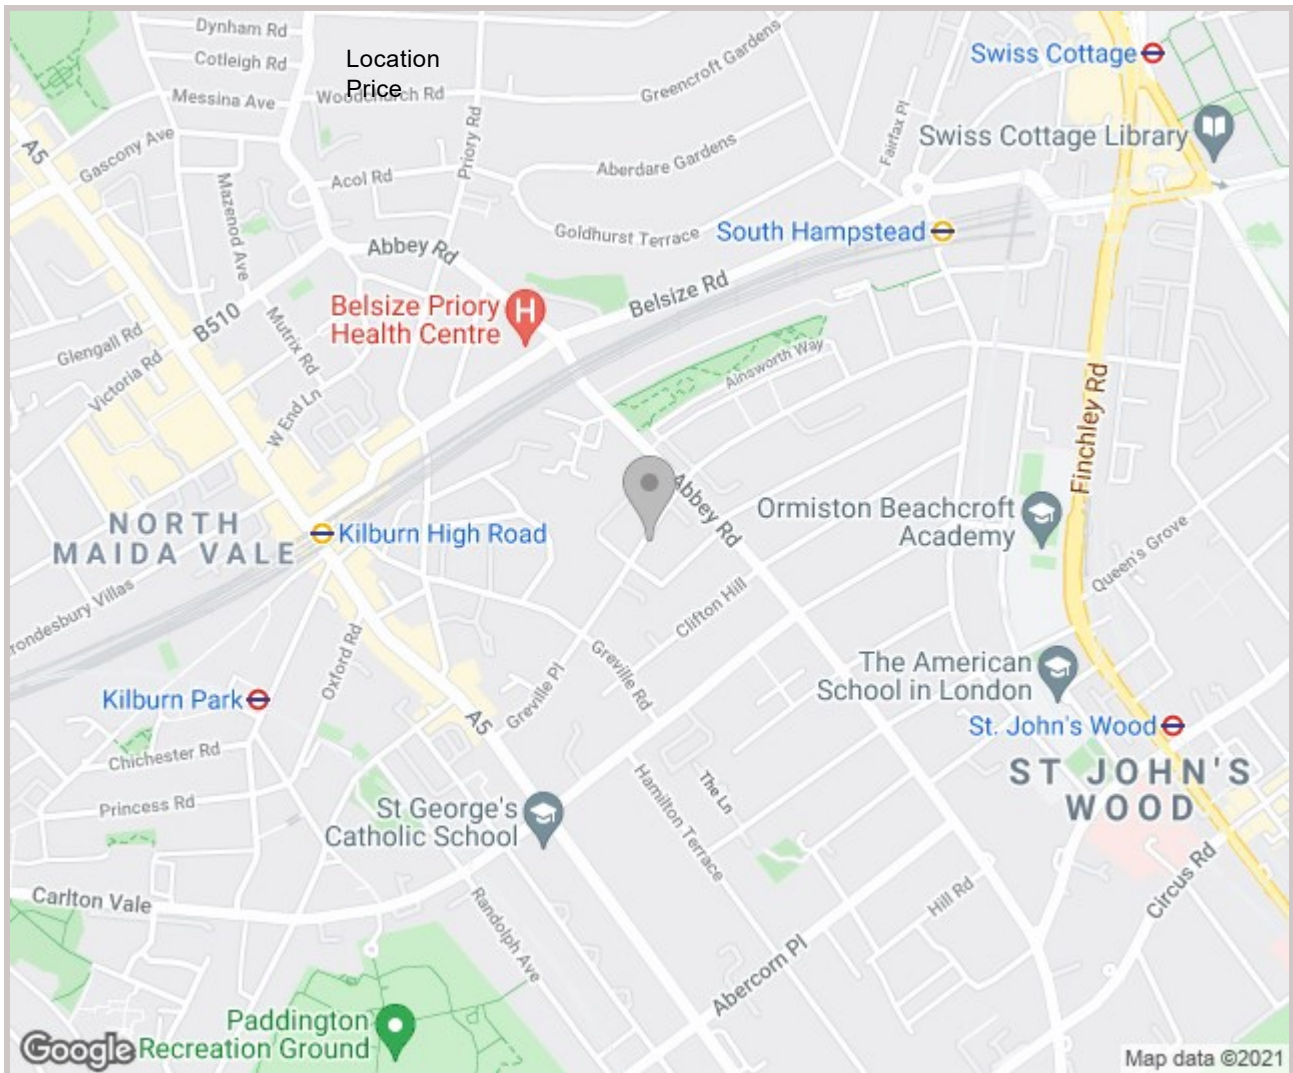 Dynham Rd
Location
Price
Cotleigh Rd
Messina Ave
Woodchurch Rd
Greencroft Gardens
Swiss Cottage
Swiss Cottage Library
A5
Gascony Ave
Priory Rd
Fairfax Pl
Mazenod Ave
Acol Rd
Aberdare Gardens
Goldhurst Terrace
South Hampstead
Abbey Rd
Belsize Rd
Belsize Priory
Health Centre
B510
Mutrix Rd
Glengall Rd
Victoria Rd
W End Ln
Ainsworth Way
Finchley Rd
Abbey Rd
Ormiston Beachcroft
Academy
NORTH
MAIDA VALE
Kilburn High Road
Queen's Grove
rondesbury Villas
Clifton Hill
Oxford Rd
Greville Pl
Greville Rd
The American
School in London
Kilburn Park
A5
St. John's Wood
Chichester Rd
ST JOHN'S
WOOD
Princess Rd
Hamilton Terrace
The Ln
St George's
Catholic School
Circus Rd
Carlton Vale
Randolph Ave
Hill Rd
Abercorn Pl
Paddington
Recreation Ground
Google
Map data ©2021